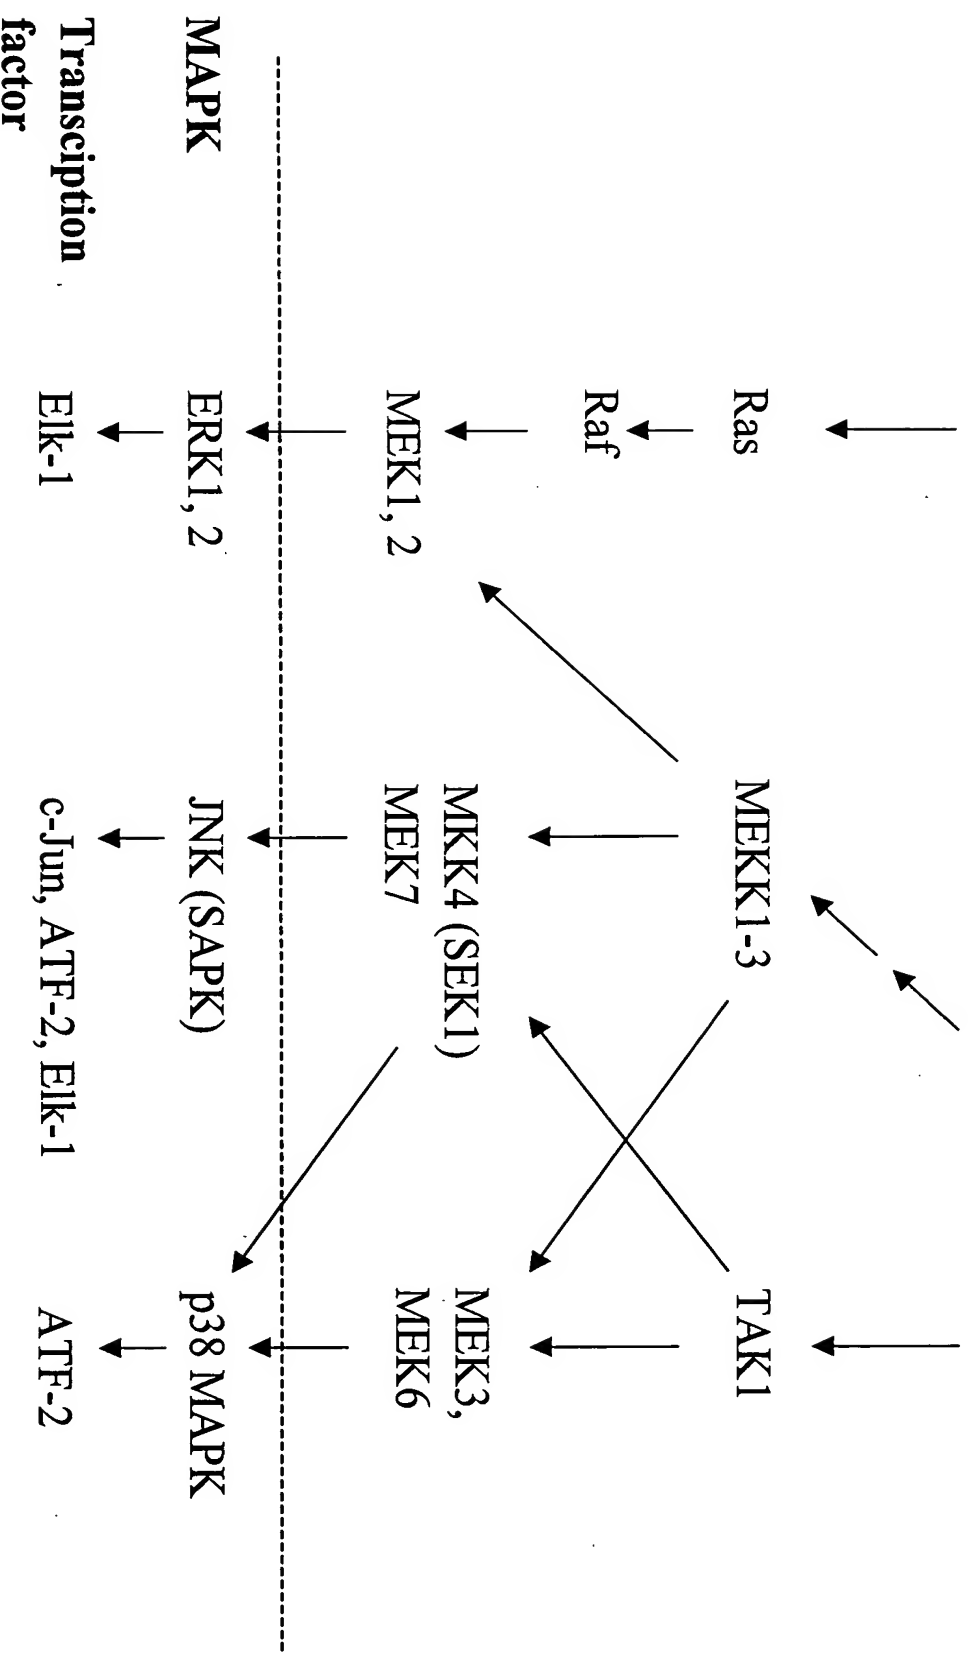 Ras
MEKK1-3
TAK1
Raf
MKK4 (SEK1)
MEK7
MEK3,
MEK6
MEK1, 2
MAPK
ERK1, 2
JNK (SAPK)
p38 MAPK
Transciption
factor
Elk-1
c-Jun, ATF-2, Elk-1
ATF-2